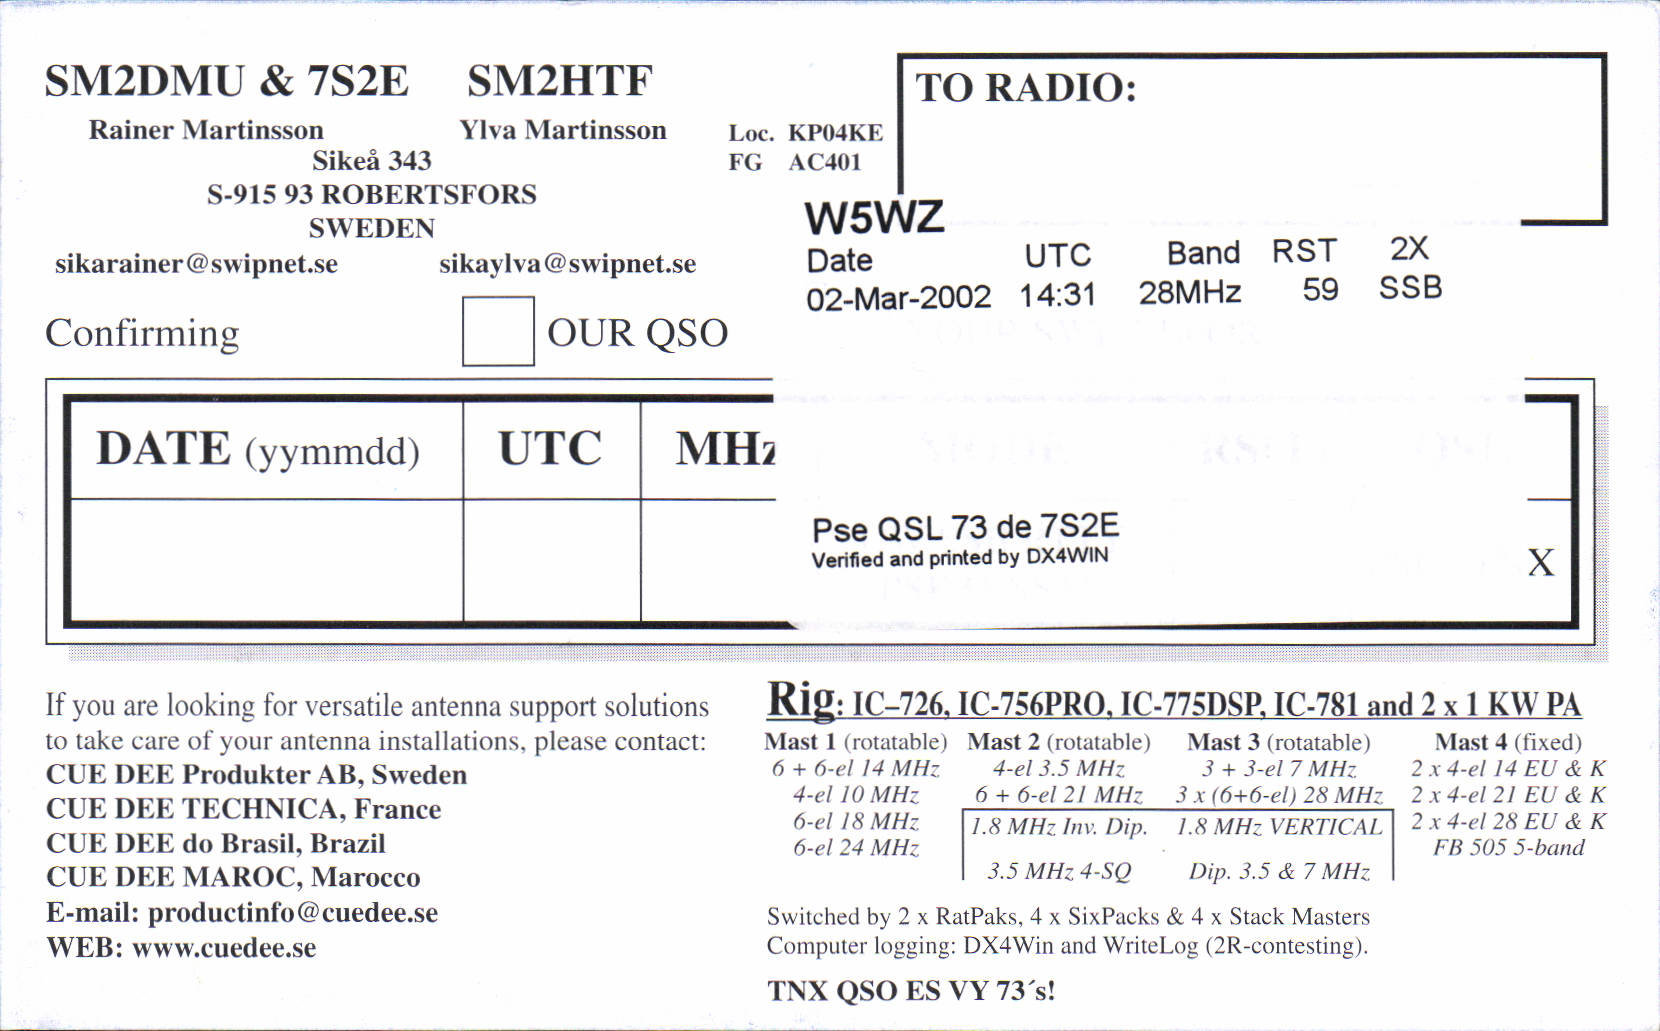 SM2DMU & 7S2E SM2HTF
Rainer Martinsson Ylva Martinsson
Sikeå 343
S-915 93 ROBERTSFORS
SWEDEN
sikarainer@swipnet.se sikaylva@swipnet.se
Loc. KP04KE
FG AC401
TO RADIO:
W5WZ
Date UTC Band RST 2X
02-Mar-2002 14:31 28MHz 59 SSB
Confirming OUR QSO
DATE (yymmdd) UTC MHz
Pse QSL 73 de 7S2E
Verified and printed by DX4WIN
X
If you are looking for versatile antenna support solutions
to take care of your antenna installations, please contact:
CUE DEE Produkter AB, Sweden
CUE DEE TECHNICA, France
CUE DEE do Brasil, Brazil
CUE DEE MAROC, Marocco
E-mail: productinfo@cuedee.se
WEB: www.cuedee.se
Rig: IC–726, IC-756PRO, IC-775DSP, IC-781 and 2 x 1 KW PA
Mast 1 (rotatable) Mast 2 (rotatable) Mast 3 (rotatable) Mast 4 (fixed)
6 + 6-el 14 MHz 4-el 3.5 MHz 3 + 3-el 7 MHz 2 x 4-el 14 EU & K
4-el 10 MHz 6 + 6-el 21 MHz 3 x (6+6-el) 28 MHz 2 x 4-el 21 EU & K
6-el 18 MHz 1.8 MHz Inv. Dip. 1.8 MHz VERTICAL 2 x 4-el 28 EU & K
6-el 24 MHz FB 505 5-band
3.5 MHz 4-SQ Dip. 3.5 & 7 MHz
Switched by 2 x RatPaks, 4 x SixPacks & 4 x Stack Masters
Computer logging: DX4Win and WriteLog (2R-contesting).
TNX QSO ES VY 73´s!